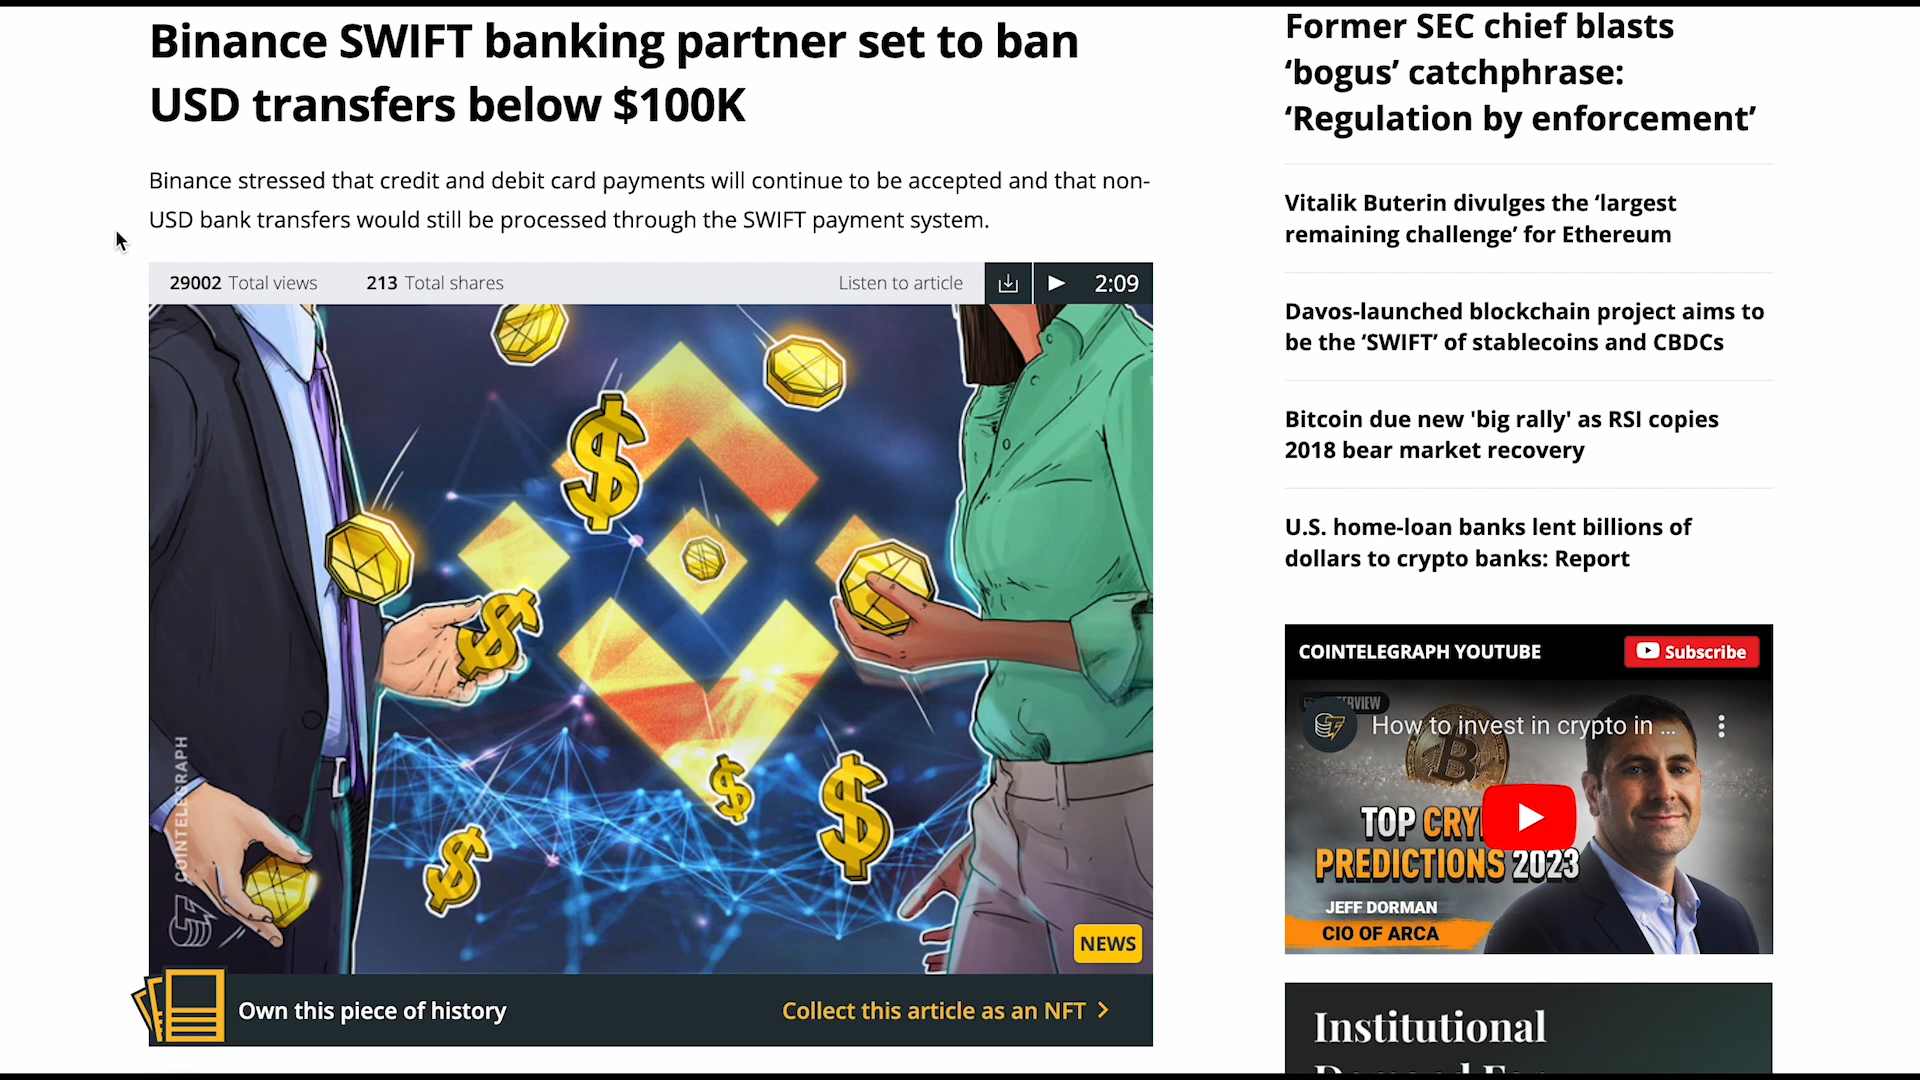 Binance SWIFT banking partner set to ban
USD transfers below $100K
Binance stressed that credit and debit card payments will continue to be accepted and that non-
USD bank transfers would still be processed through the SWIFT payment system.
29002 Total views 213 Total shares Listen to article 2:09
COINTELEGRAPH
NEWS
Own this piece of history Collect this article as an NFT >
Former SEC chief blasts
‘bogus’ catchphrase:
‘Regulation by enforcement’
Vitalik Buterin divulges the ‘largest
remaining challenge’ for Ethereum
Davos-launched blockchain project aims to
be the ‘SWIFT’ of stablecoins and CBDCs
Bitcoin due new 'big rally' as RSI copies
2018 bear market recovery
U.S. home-loan banks lent billions of
dollars to crypto banks: Report
COINTELEGRAPH YOUTUBE Subscribe
How to invest in crypto in ...
TOP
PREDICTIONS 2023
JEFF DORMAN
CIO OF ARCA
Institutional